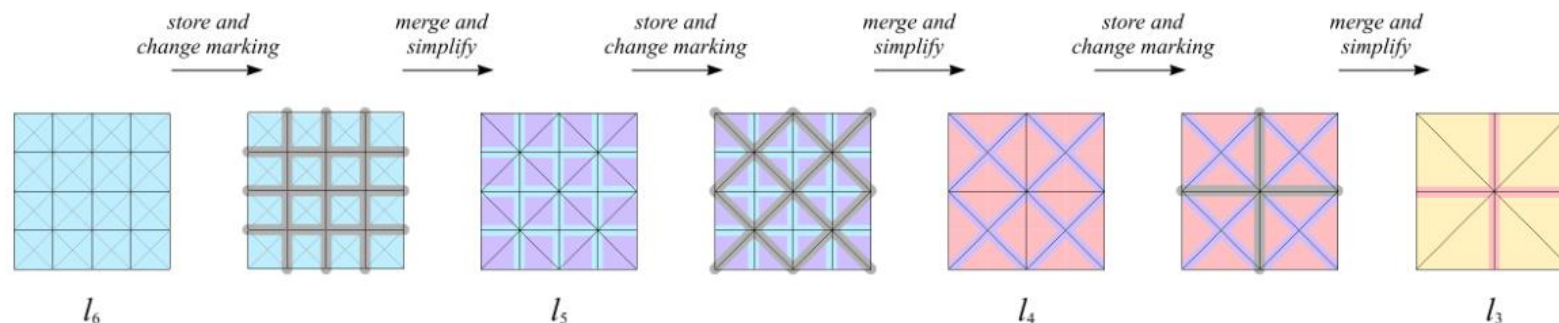 store and
change marking
merge and
simplify
store and
change marking
merge and
simplify
store and
change marking
merge and
simplify
l6
l5
l4
l3